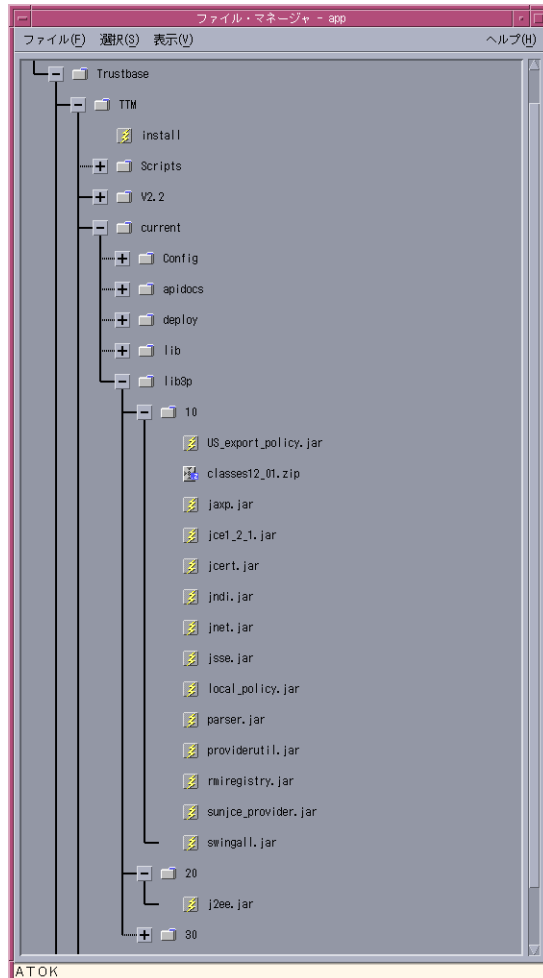 ファイル・マネージャ - app
ファイル(F) 選択(S) 表示(V) ヘルプ(H)
Trustbase
TTM
install
Scripts
V2.2
current
Config
apidocs
deploy
lib
lib3p
10
US_export_policy.jar
classes12_01.zip
jaxp.jar
jce1_2_1.jar
jcert.jar
jndi.jar
jnet.jar
jsse.jar
local_policy.jar
parser.jar
providerutil.jar
rmiregistry.jar
sunjce_provider.jar
swingall.jar
20
j2ee.jar
30
ATOK